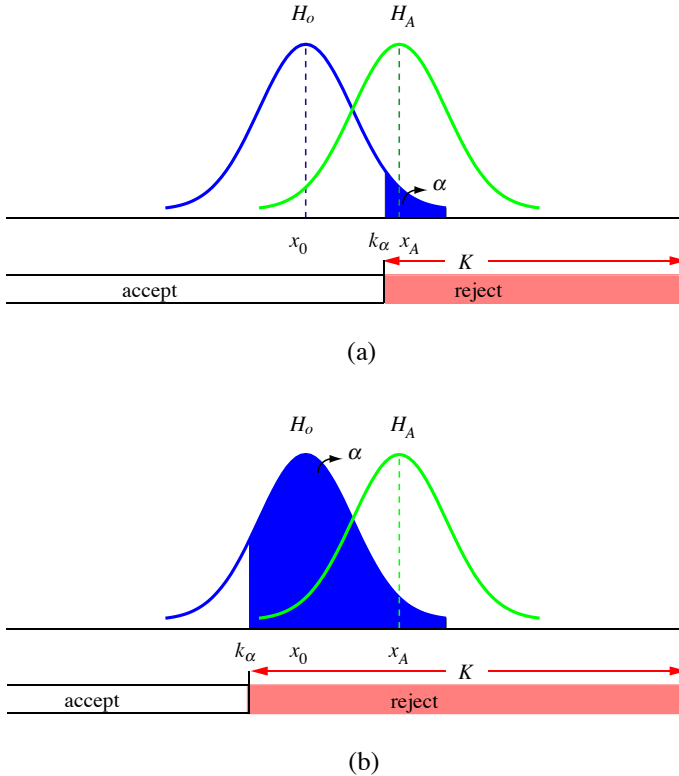 H_o H_A
α
x_0 k_α x_A
K
accept reject
(a)
H_o H_A
α
k_α x_0 x_A
K
accept reject
(b)